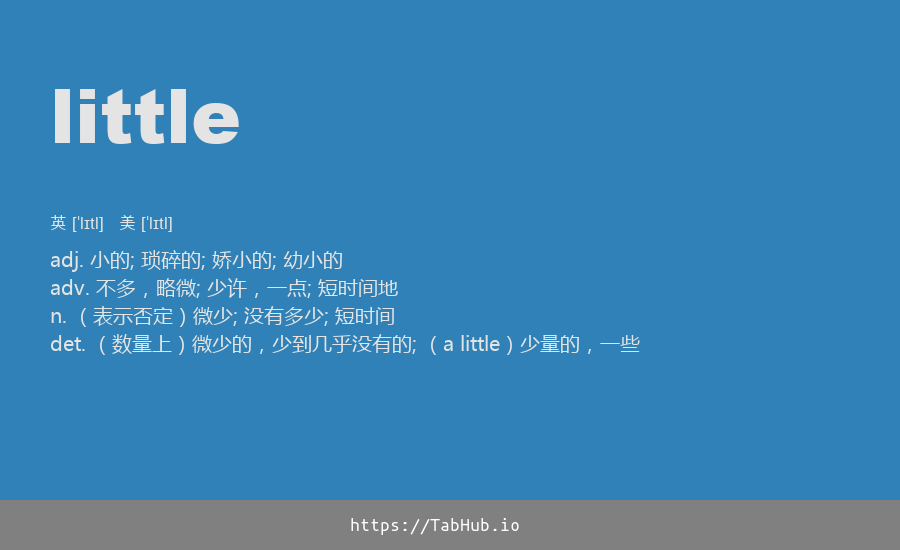 little
英 [ˈlɪtl] 美 [ˈlɪtl]
adj. 小的; 琐碎的; 娇小的; 幼小的
adv. 不多，略微; 少许，一点; 短时间地
n. （表示否定）微少; 没有多少; 短时间
det. （数量上）微少的，少到几乎没有的; （a little）少量的，一些
https://TabHub.io